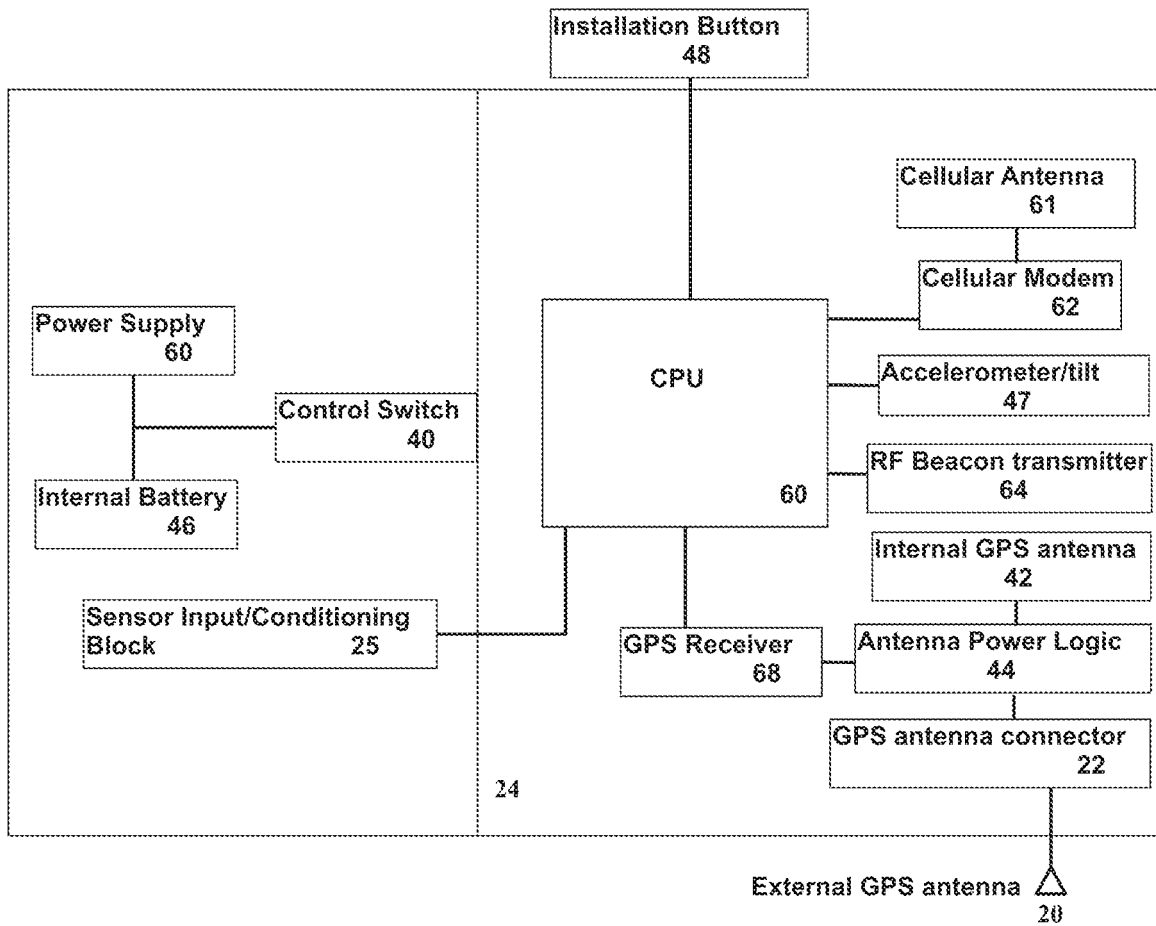 Installation Button
48
Cellular Antenna
61
Cellular Modem
62
Power Supply
60
CPU
60
Accelerometer/tilt
47
Control Switch
40
RF Beacon transmitter
64
Internal Battery
46
Internal GPS antenna
42
Sensor Input/Conditioning
Block 25
GPS Receiver
68
Antenna Power Logic
44
GPS antenna connector
22
24
External GPS antenna
20